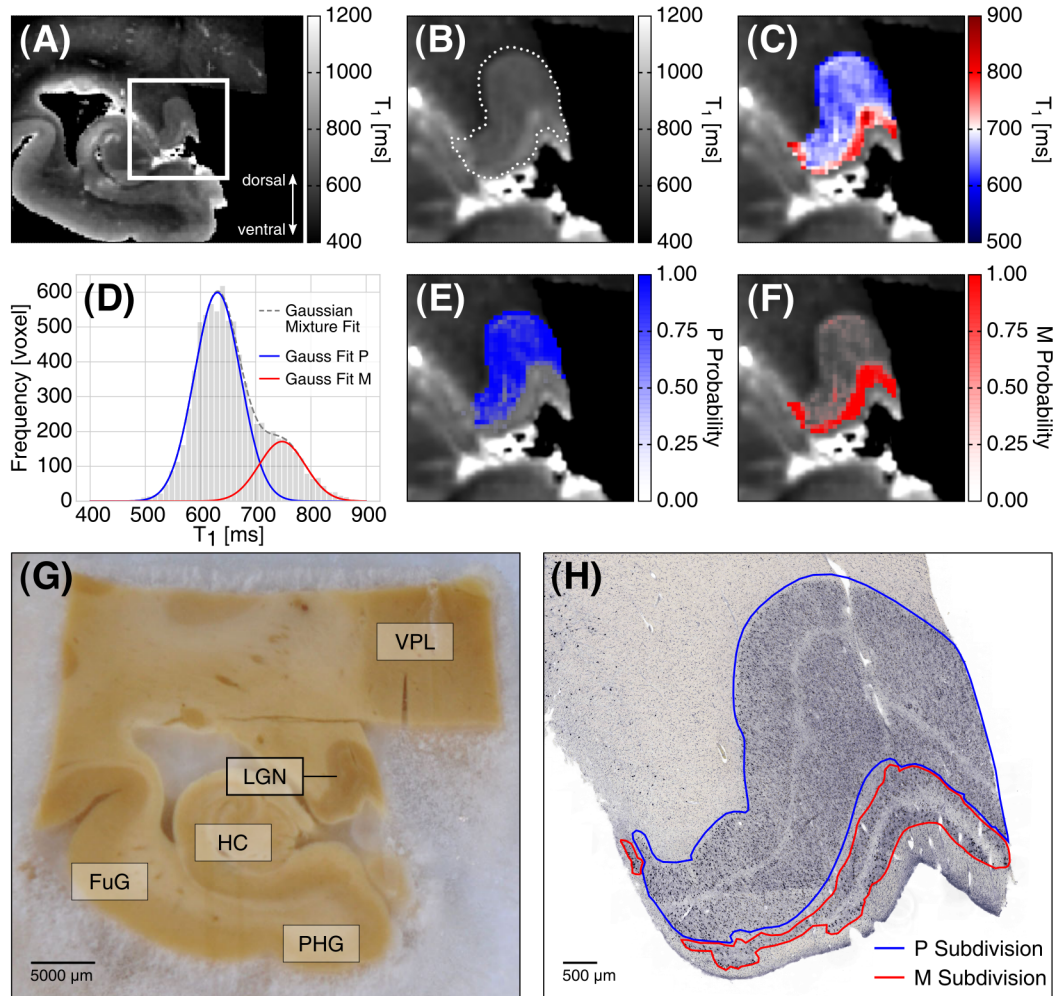 (A)
1200
1000
800
600
400
T1 [ms]
dorsal
ventral
(B)
1200
1000
800
600
400
T1 [ms]
(C)
900
800
700
600
500
T1 [ms]
(D)
Frequency [voxel]
600
500
400
300
200
100
0
400 500 600 700 800 900
T1 [ms]
Gaussian
Mixture Fit
Gauss Fit P
Gauss Fit M
(E)
1.00
0.75
0.50
0.25
0.00
P Probability
(F)
1.00
0.75
0.50
0.25
0.00
M Probability
(G)
VPL
LGN
HC
FuG
PHG
5000 µm
(H)
500 µm
P Subdivision
M Subdivision